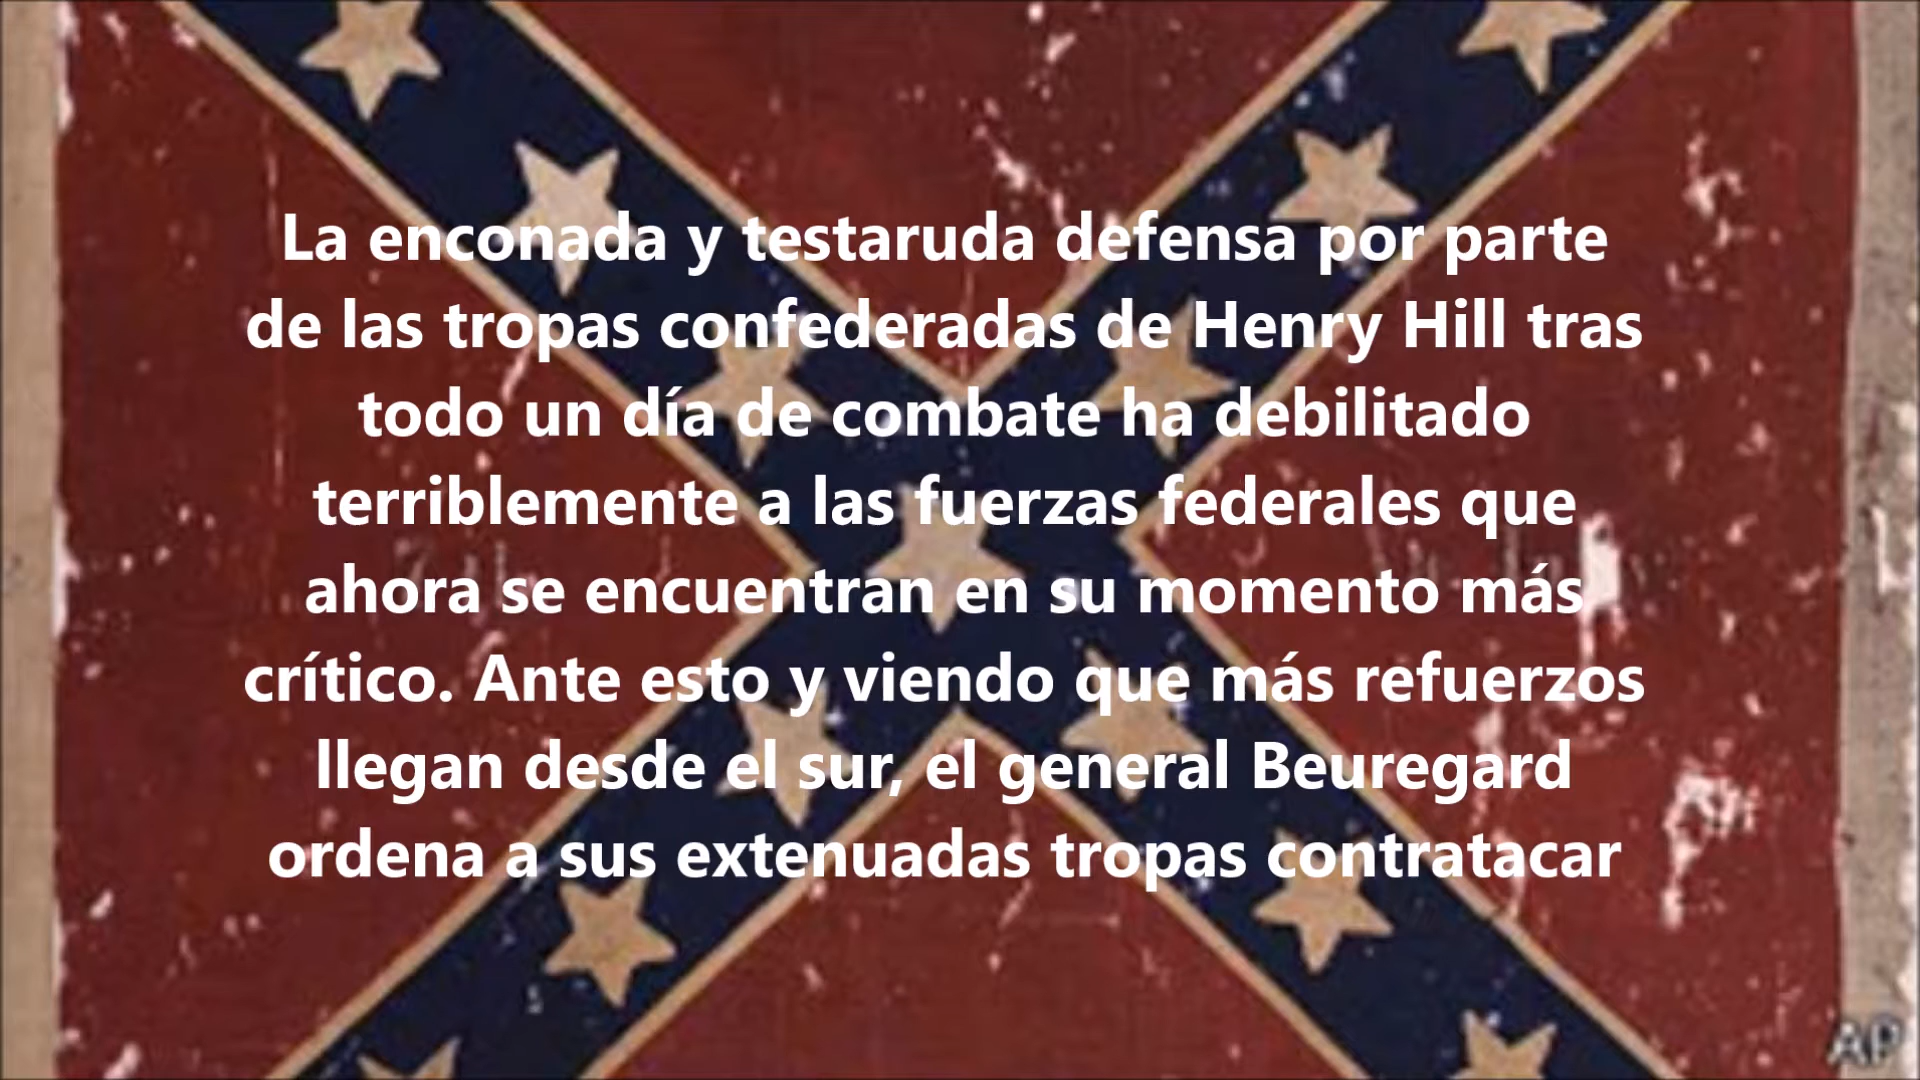 La enconada y testaruda defensa por parte
de las tropas confederadas de Henry Hill tras
todo un día de combate ha debilitado
terriblemente a las fuerzas federales que
ahora se encuentran en su momento más
crítico. Ante esto y viendo que más refuerzos
llegan desde el sur, el general Beuregard
ordena a sus extenuadas tropas contratacar
AP